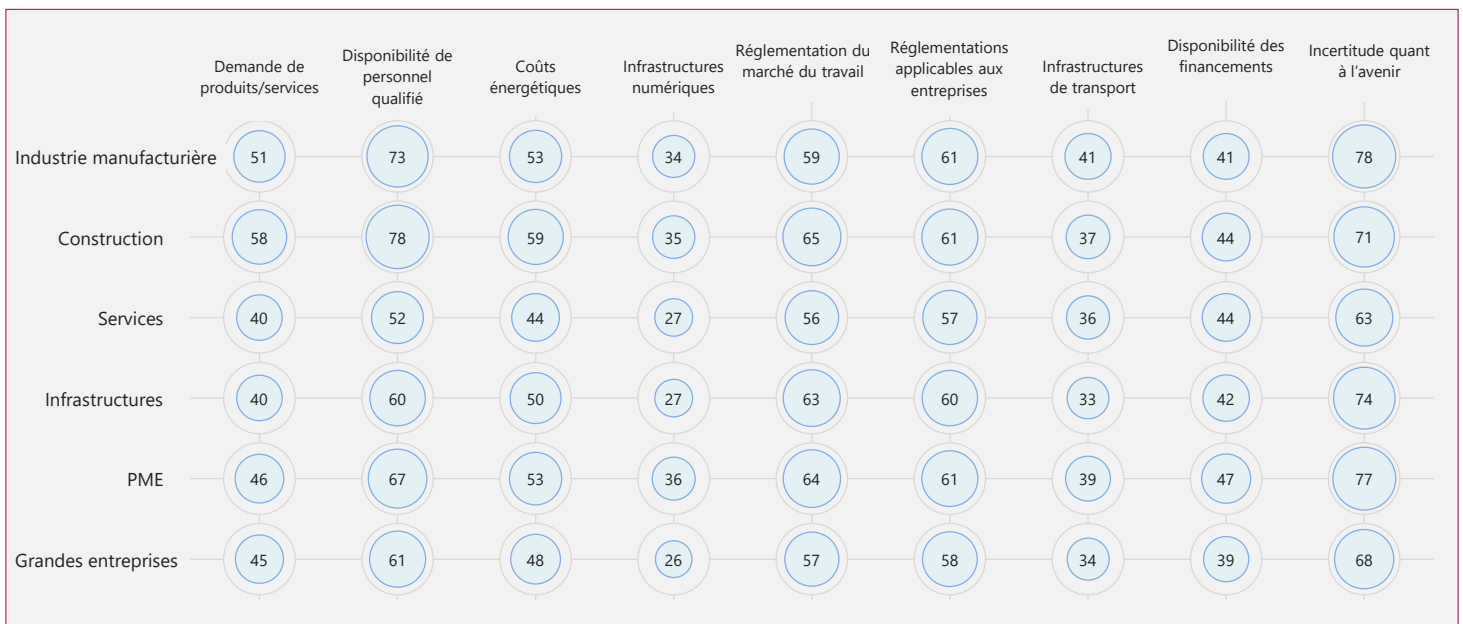 Demande de
produits/services
Disponibilité de
personnel
qualifié
Coûts
énergétiques
Infrastructures
numériques
Réglementation du
marché du travail
Réglementations
applicables aux
entreprises
Infrastructures
de transport
Disponibilité des
financements
Incertitude quant
à l’avenir
Industrie manufacturière 51 73 53 34 59 61 41 41 78
Construction 58 78 59 35 65 61 37 44 71
Services 40 52 44 27 56 57 36 44 63
Infrastructures 40 60 50 27 63 60 33 42 74
PME 46 67 53 36 64 61 39 47 77
Grandes entreprises 45 61 48 26 57 58 34 39 68